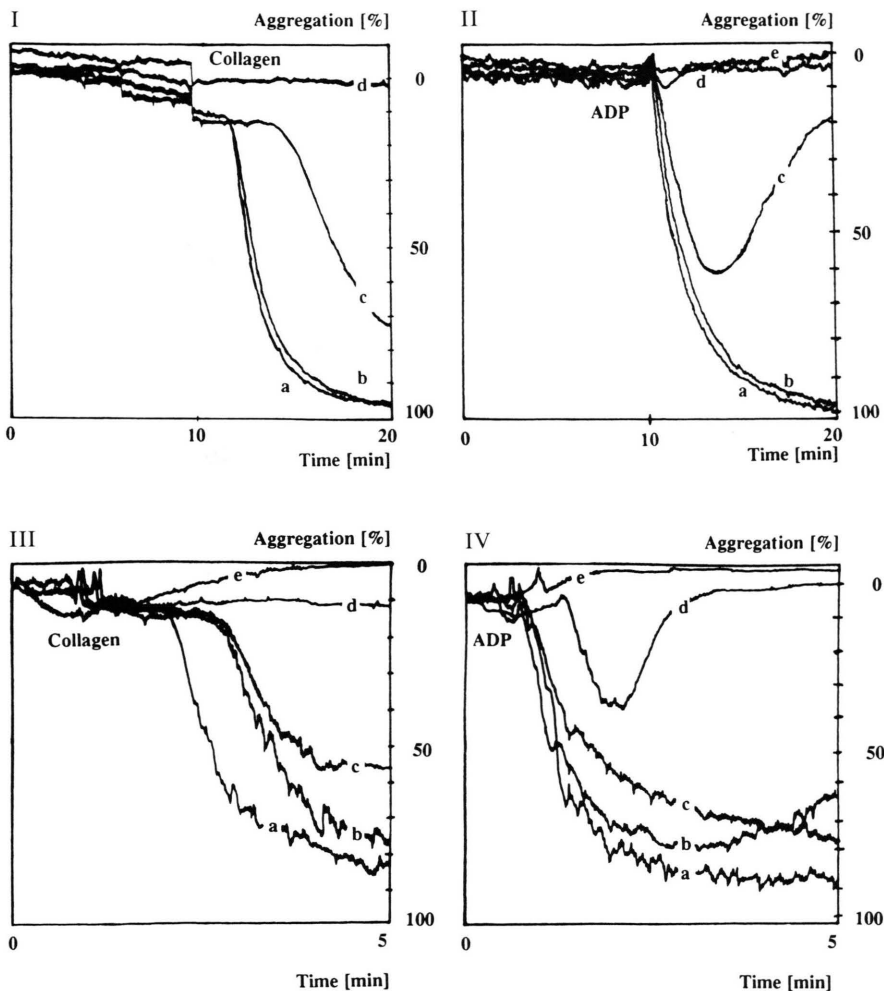 I Aggregation [%]
Collagen
d
c
b
a
0
50
100
0 10 20
Time [min]
II Aggregation [%]
e
d
ADP
c
b
a
0
50
100
0 10 20
Time [min]
III Aggregation [%]
e
d
Collagen
c
b
a
0
50
100
0 5
Time [min]
IV Aggregation [%]
e
d
ADP
c
b
a
0
50
100
0 5
Time [min]